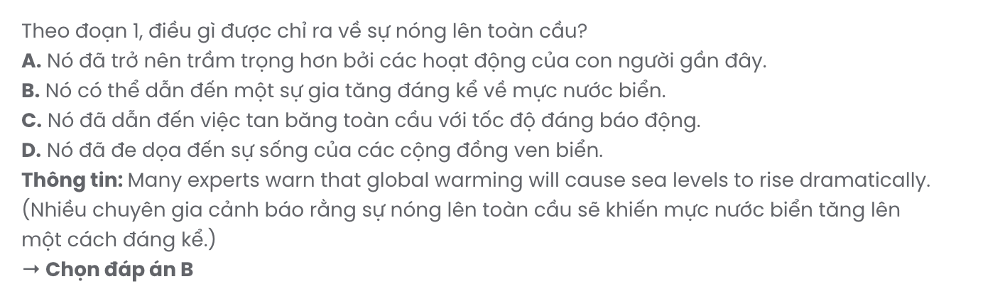 Theo đoạn 1, điều gì được chỉ ra về sự nóng lên toàn cầu?
A. Nó đã trở nên trầm trọng hơn bởi các hoạt động của con người gần đây.
B. Nó có thể dẫn đến một sự gia tăng đáng kể về mực nước biển.
C. Nó đã dẫn đến việc tan băng toàn cầu với tốc độ đáng báo động.
D. Nó đã đe dọa đến sự sống của các cộng đồng ven biển.
Thông tin: Many experts warn that global warming will cause sea levels to rise dramatically.
(Nhiều chuyên gia cảnh báo rằng sự nóng lên toàn cầu sẽ khiến mực nước biển tăng lên
một cách đáng kể.)
→ Chọn đáp án B